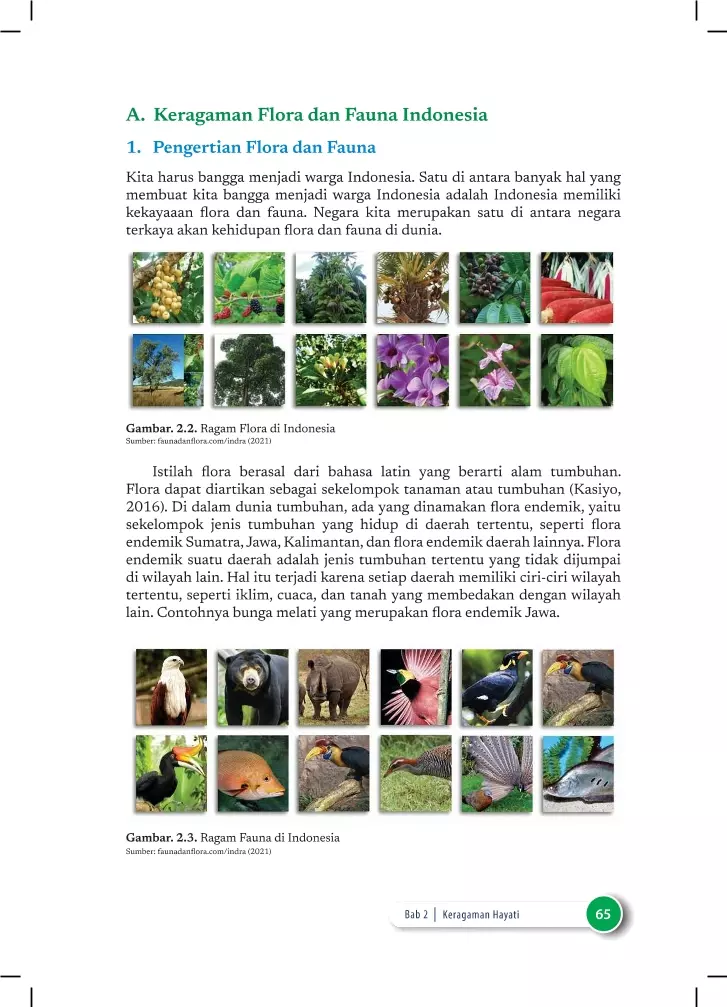 A. Keragaman Flora dan Fauna Indonesia
1. Pengertian Flora dan Fauna
Kita harus bangga menjadi warga Indonesia. Satu di antara banyak hal yang
membuat kita bangga menjadi warga Indonesia adalah Indonesia memiliki
kekayaaan flora dan fauna. Negara kita merupakan satu di antara negara
terkaya akan kehidupan flora dan fauna di dunia.
Gambar. 2.2. Ragam Flora di Indonesia
Sumber: faunadanflora.com/indra (2021)
Istilah flora berasal dari bahasa latin yang berarti alam tumbuhan.
Flora dapat diartikan sebagai sekelompok tanaman atau tumbuhan (Kasiyo,
2016). Di dalam dunia tumbuhan, ada yang dinamakan flora endemik, yaitu
sekelompok jenis tumbuhan yang hidup di daerah tertentu, seperti flora
endemik Sumatra, Jawa, Kalimantan, dan flora endemik daerah lainnya. Flora
endemik suatu daerah adalah jenis tumbuhan tertentu yang tidak dijumpai
di wilayah lain. Hal itu terjadi karena setiap daerah memiliki ciri-ciri wilayah
tertentu, seperti iklim, cuaca, dan tanah yang membedakan dengan wilayah
lain. Contohnya bunga melati yang merupakan flora endemik Jawa.
Gambar. 2.3. Ragam Fauna di Indonesia
Sumber: faunadanflora.com/indra (2021)
Bab 2 | Keragaman Hayati 65